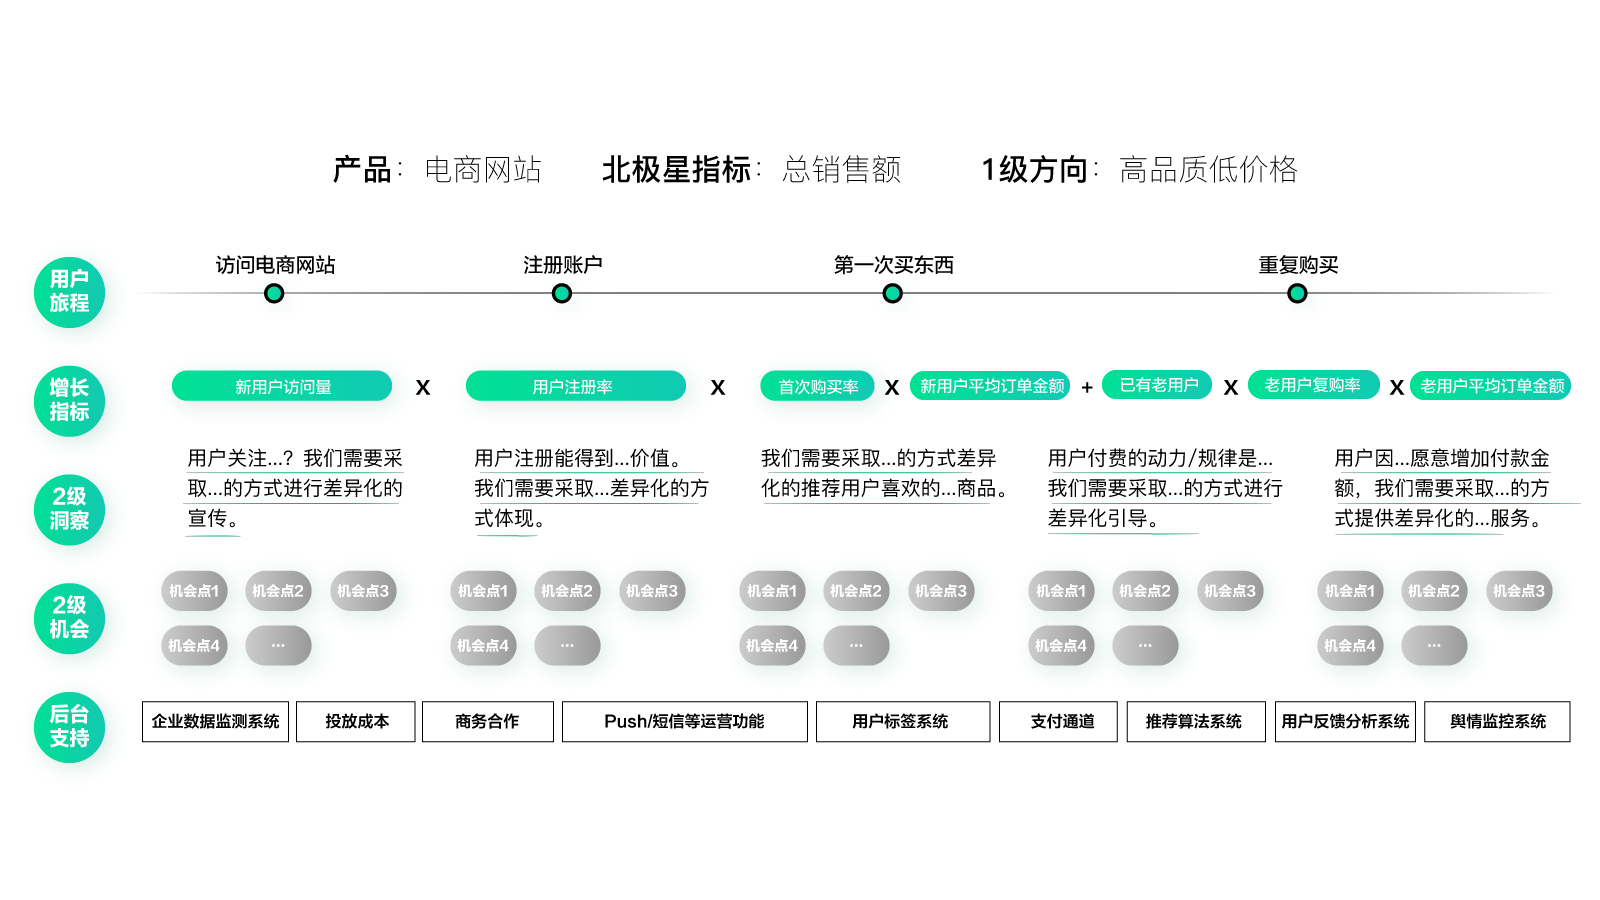 产品： 电商网站 北极星指标： 总销售额 1级方向： 高品质低价格
用户
旅程
访问电商网站 注册账户 第一次买东西 重复购买
增长
指标
新用户访问量 X 用户注册率 X 首次购买率 X 新用户平均订单金额 + 已有老用户 X 老用户复购率 X 老用户平均订单金额
2级
洞察
用户关注...？我们需要采
取...的方式进行差异化的
宣传。
用户注册能得到...价值。
我们需要采取...差异化的方
式体现。
我们需要采取...的方式差异
化的推荐用户喜欢的...商品。
用户付费的动力/规律是...
我们需要采取...的方式进行
差异化引导。
用户因...愿意增加付款金
额，我们需要采取...的方
式提供差异化的...服务。
2级
机会
机会点1 机会点2 机会点3 机会点1 机会点2 机会点3 机会点1 机会点2 机会点3 机会点1 机会点2 机会点3 机会点1 机会点2 机会点3
机会点4 ... 机会点4 ... 机会点4 ... 机会点4 ... 机会点4 ...
后台
支持
企业数据监测系统 投放成本 商务合作 Push/短信等运营功能 用户标签系统 支付通道 推荐算法系统 用户反馈分析系统 舆情监控系统